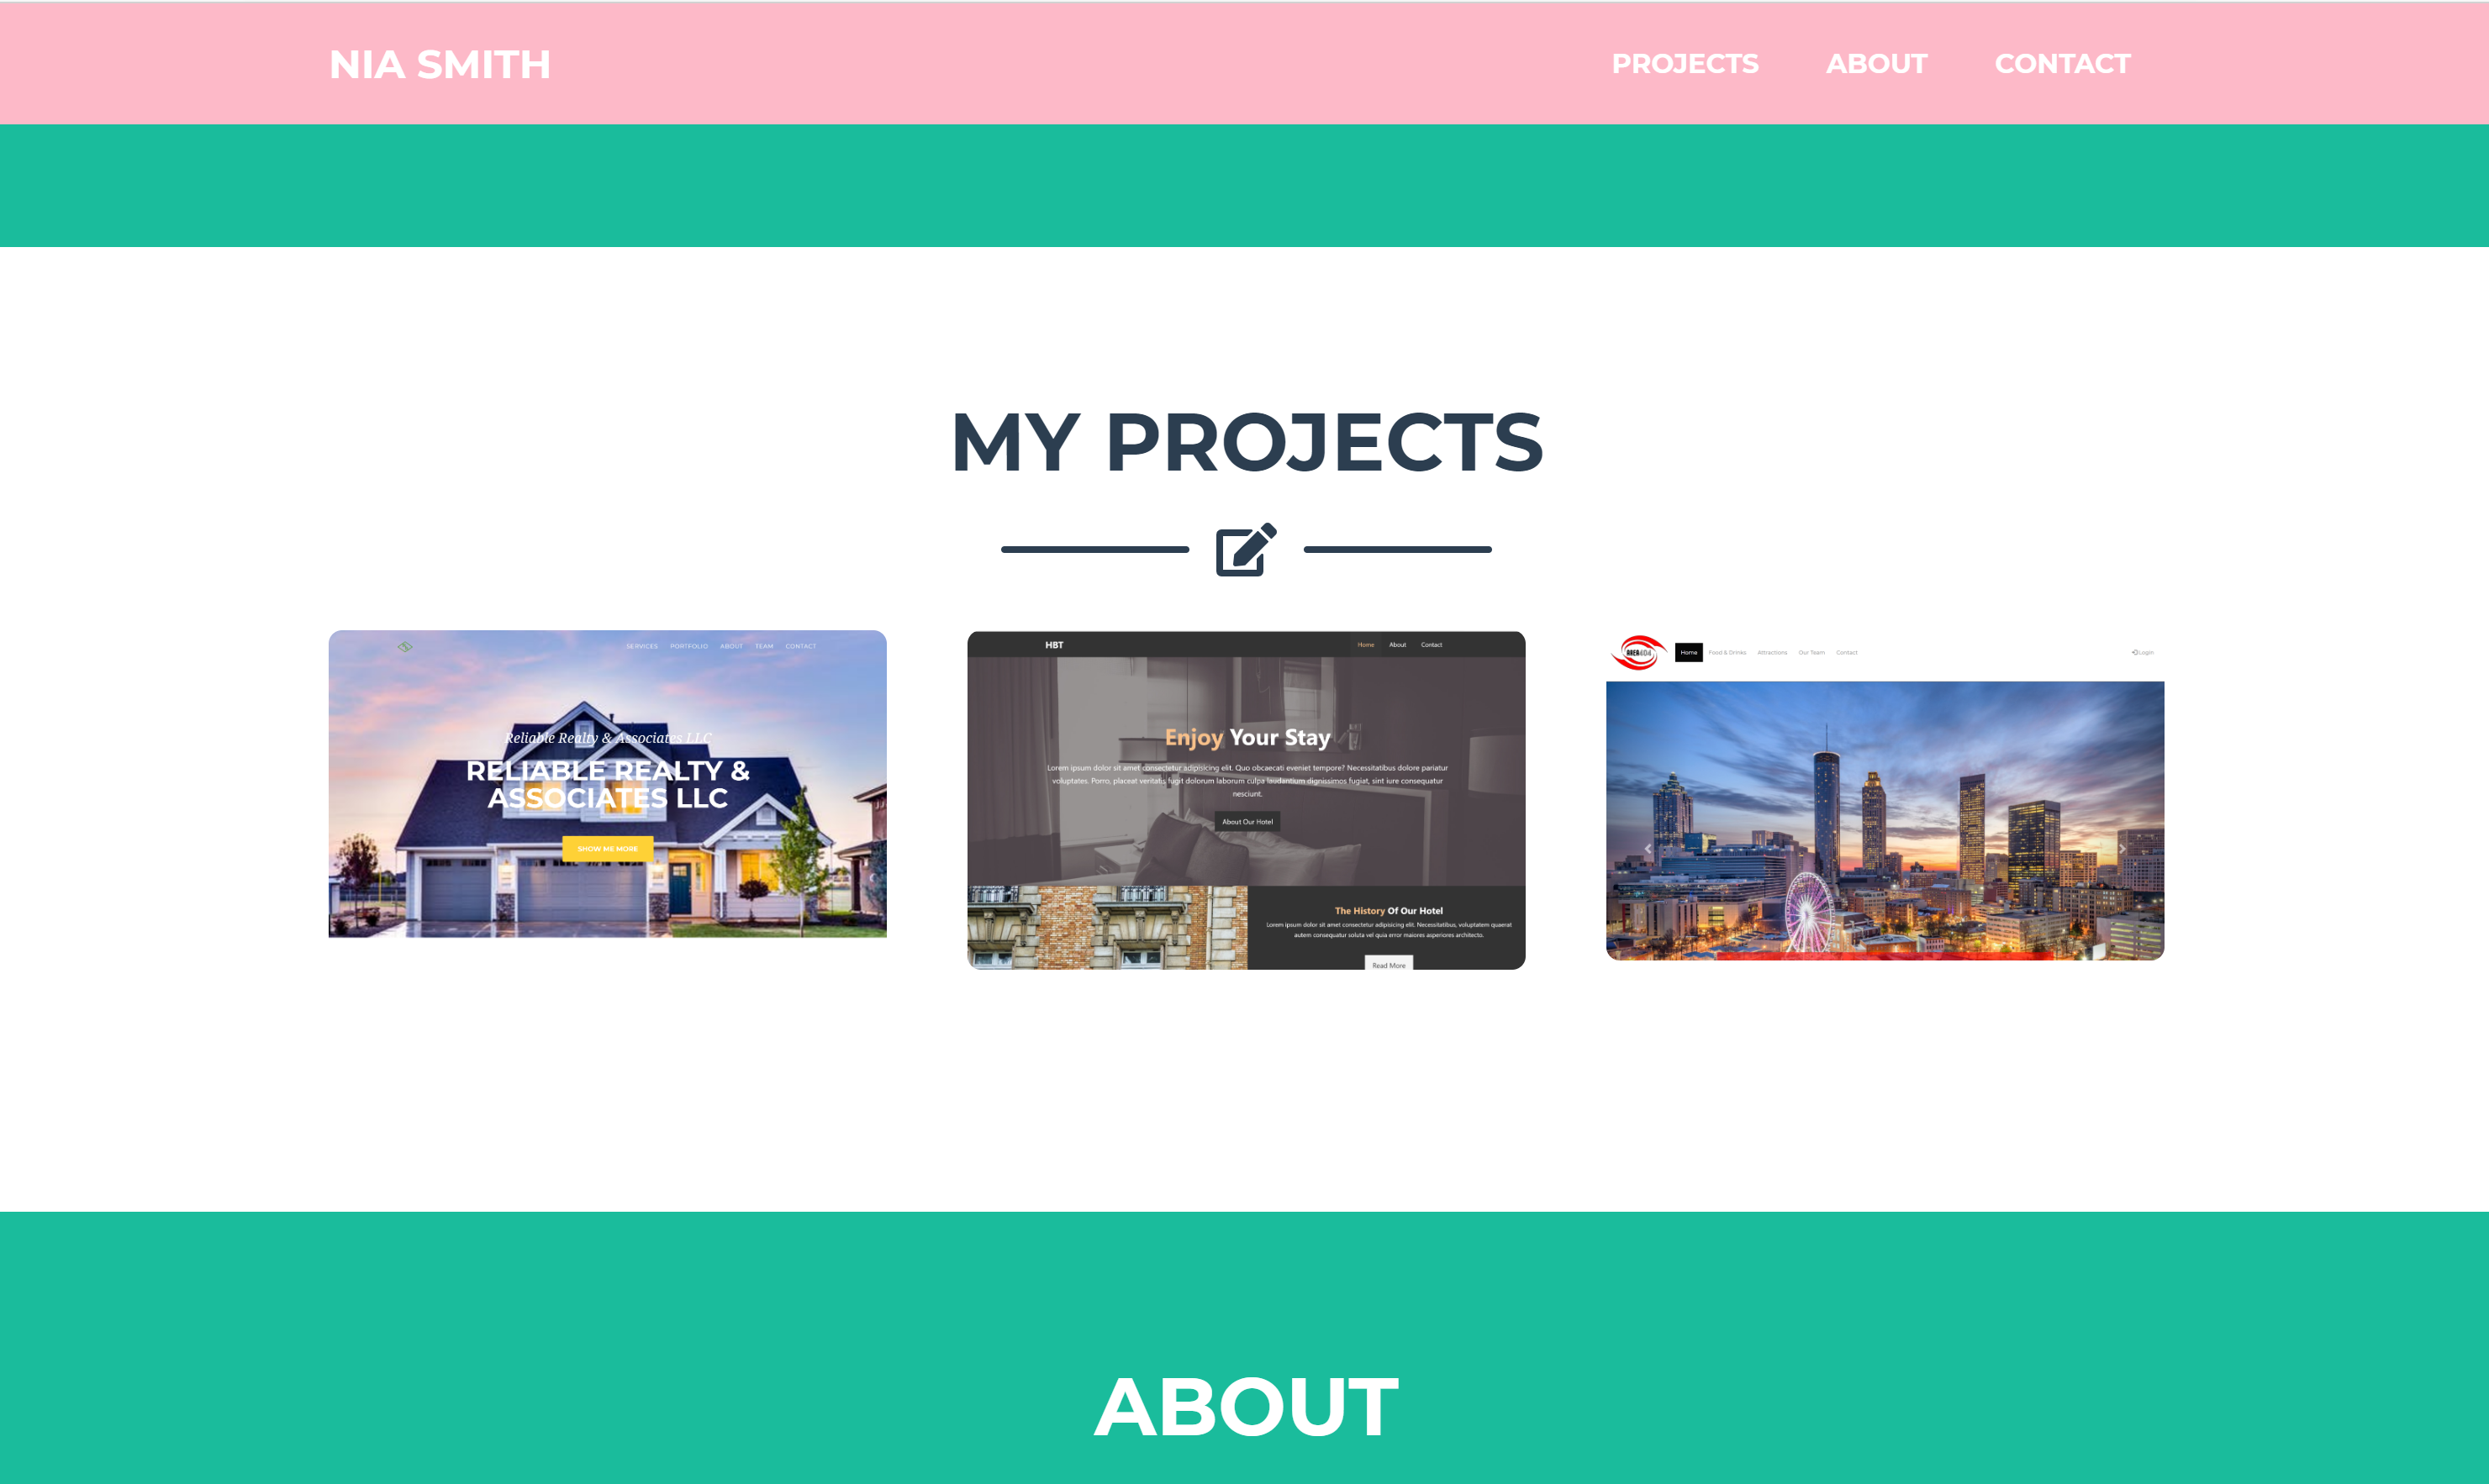 NIA SMITH
PROJECTS ABOUT CONTACT
MY PROJECTS
SERVICES PORTFOLIO ABOUT TEAM CONTACT
Reliable Realty & Associates LLC
RELIABLE REALTY &
ASSOCIATES LLC
SHOW ME MORE
HBT
Home About Contact
Enjoy Your Stay
Lorem ipsum dolor sit amet consectetur adipisicing elit. Quo obcaecati eveniet tempore? Necessitatibus dolore pariatur
voluptates. Porro, placeat veritatis fugit dolorum laborum culpa laudantium dignissimos fugiat, sint iure consequatur
nesciunt.
About Our Hotel
The History Of Our Hotel
Lorem ipsum dolor sit amet consectetur adipisicing elit. Necessitatibus, voluptatem quaerat
autem consequatur soluta vel quia error maiores asperiores architecto.
Read More
AREA404
Home Food & Drinks Attractions Our Team Contact
Login
ABOUT